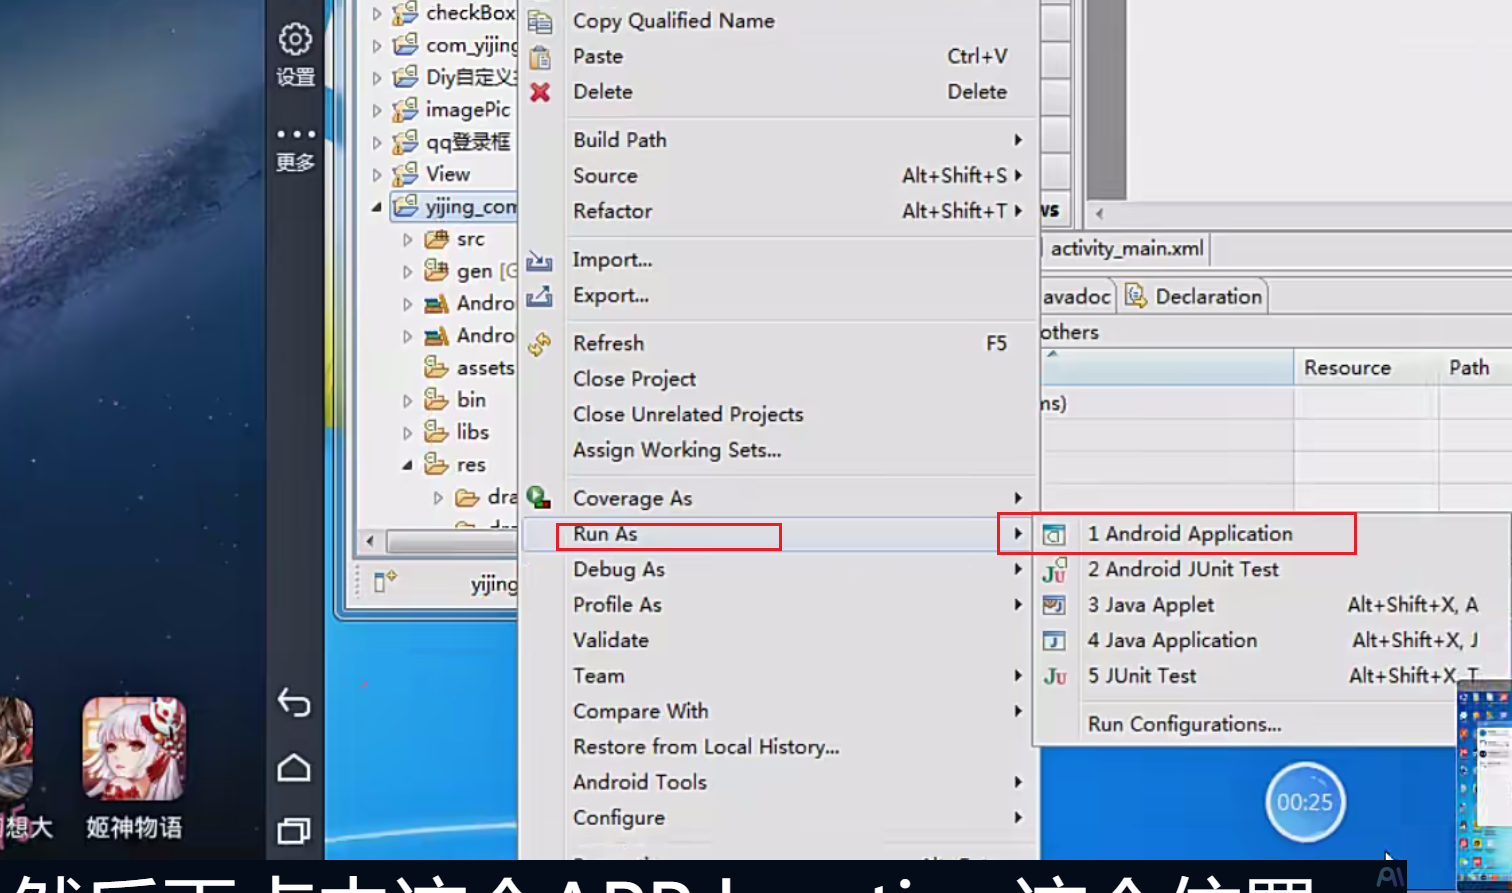 设置
更多
想大
姬神物语
checkBox
com_yijing
Diy自定义
imagePic
qq登录框
View
yijing_com
src
gen [G
Andro
Andro
assets
bin
libs
res
dra
yijing
Copy Qualified Name
Paste Ctrl+V
Delete Delete
Build Path
Source Alt+Shift+S
Refactor Alt+Shift+T
Import...
Export...
Refresh F5
Close Project
Close Unrelated Projects
Assign Working Sets...
Coverage As
Run As
Debug As
Profile As
Validate
Team
Compare With
Restore from Local History...
Android Tools
Configure
1 Android Application
2 Android JUnit Test
3 Java Applet Alt+Shift+X, A
4 Java Application Alt+Shift+X, J
5 JUnit Test Alt+Shift+X, T
Run Configurations...
ws
activity_main.xml
avadoc
Declaration
others
Resource Path
ms)
00:25